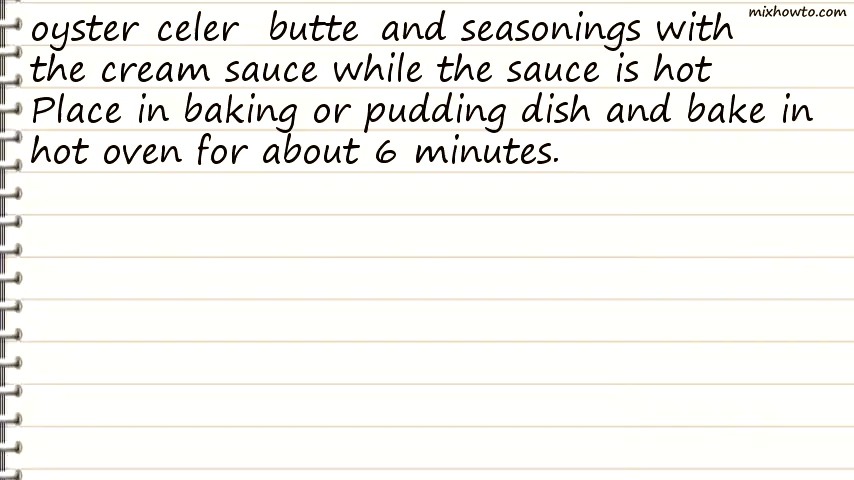 mixhowto.com
oyster celer butte and seasonings with
the cream sauce while the sauce is hot
Place in baking or pudding dish and bake in
hot oven for about 6 minutes.